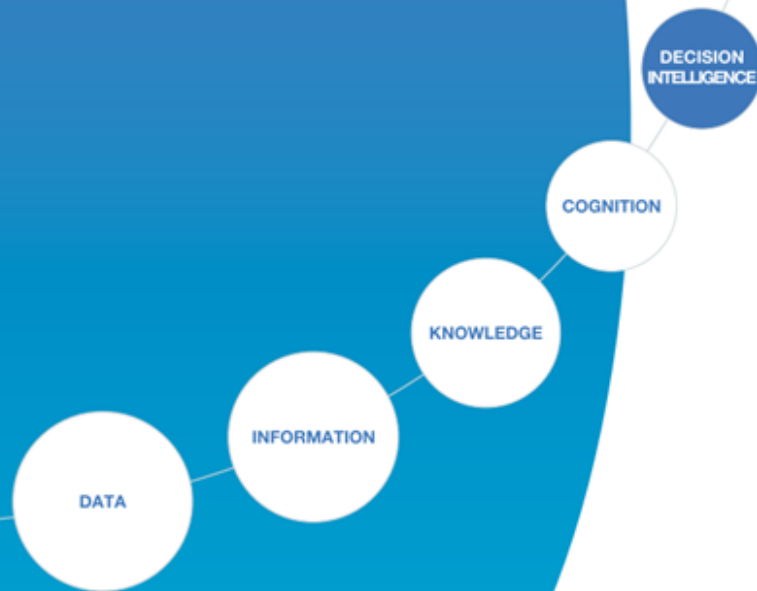 DECISION
INTELLIGENCE
COGNITION
KNOWLEDGE
INFORMATION
DATA